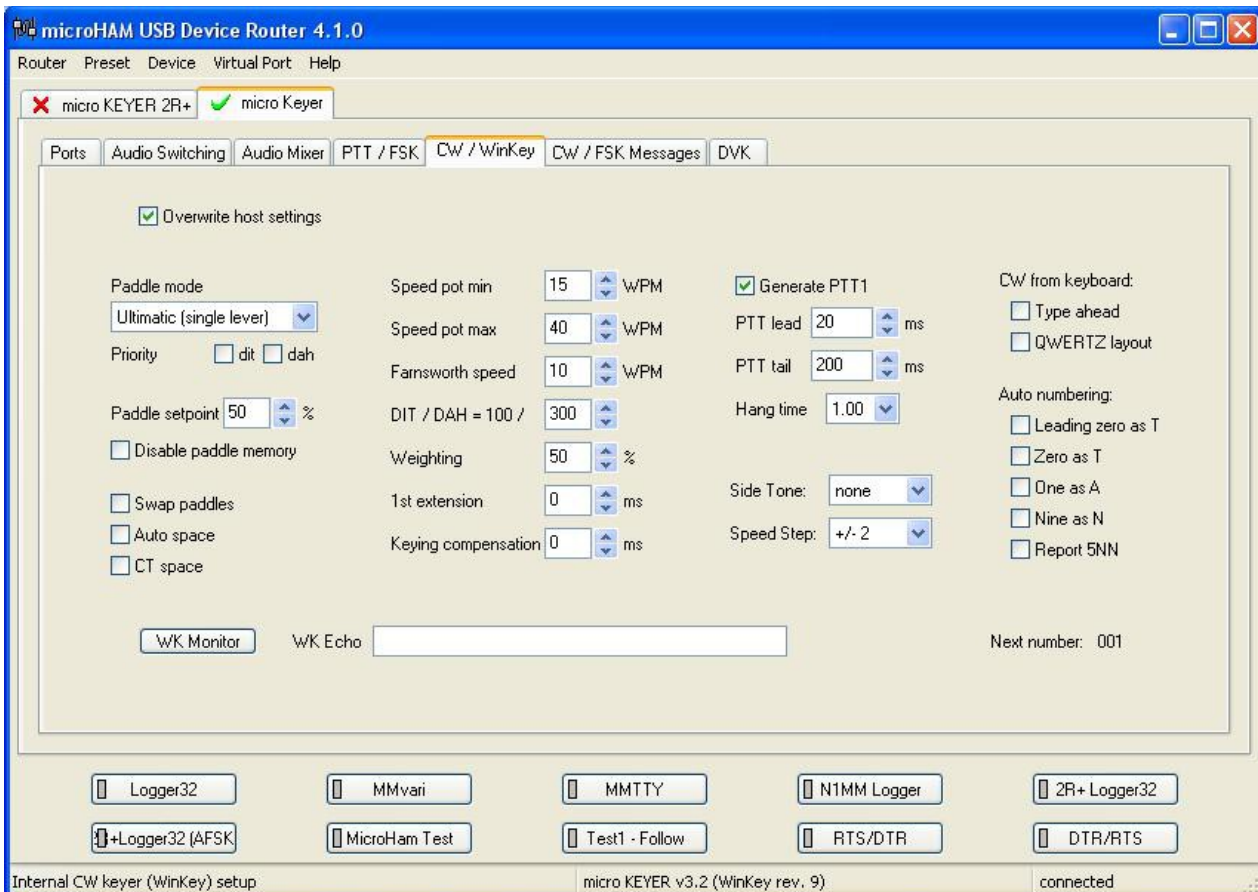 microHAM USB Device Router 4.1.0
Router Preset Device Virtual Port Help
micro KEYER 2R+ micro Keyer
Ports Audio Switching Audio Mixer PTT / FSK CW / WinKey CW / FSK Messages DVK
Overwrite host settings
Paddle mode
Ultimatic (single lever)
Priority dit dah
Paddle setpoint 50 %
Disable paddle memory
Swap paddles
Auto space
CT space
Speed pot min 15 WPM
Speed pot max 40 WPM
Farnsworth speed 10 WPM
DIT / DAH = 100 / 300
Weighting 50 %
1st extension 0 ms
Keying compensation 0 ms
Generate PTT1
PTT lead 20 ms
PTT tail 200 ms
Hang time 1.00
Side Tone: none
Speed Step: +/- 2
CW from keyboard:
Type ahead
QWERTZ layout
Auto numbering:
Leading zero as T
Zero as T
One as A
Nine as N
Report 5NN
WK Monitor WK Echo Next number: 001
Logger32 MMvari MMTTY N1MM Logger 2R+ Logger32
+Logger32 (AFSK MicroHam Test Test1 - Follow RTS/DTR DTR/RTS
Internal CW keyer (WinKey) setup micro KEYER v3.2 (WinKey rev. 9) connected